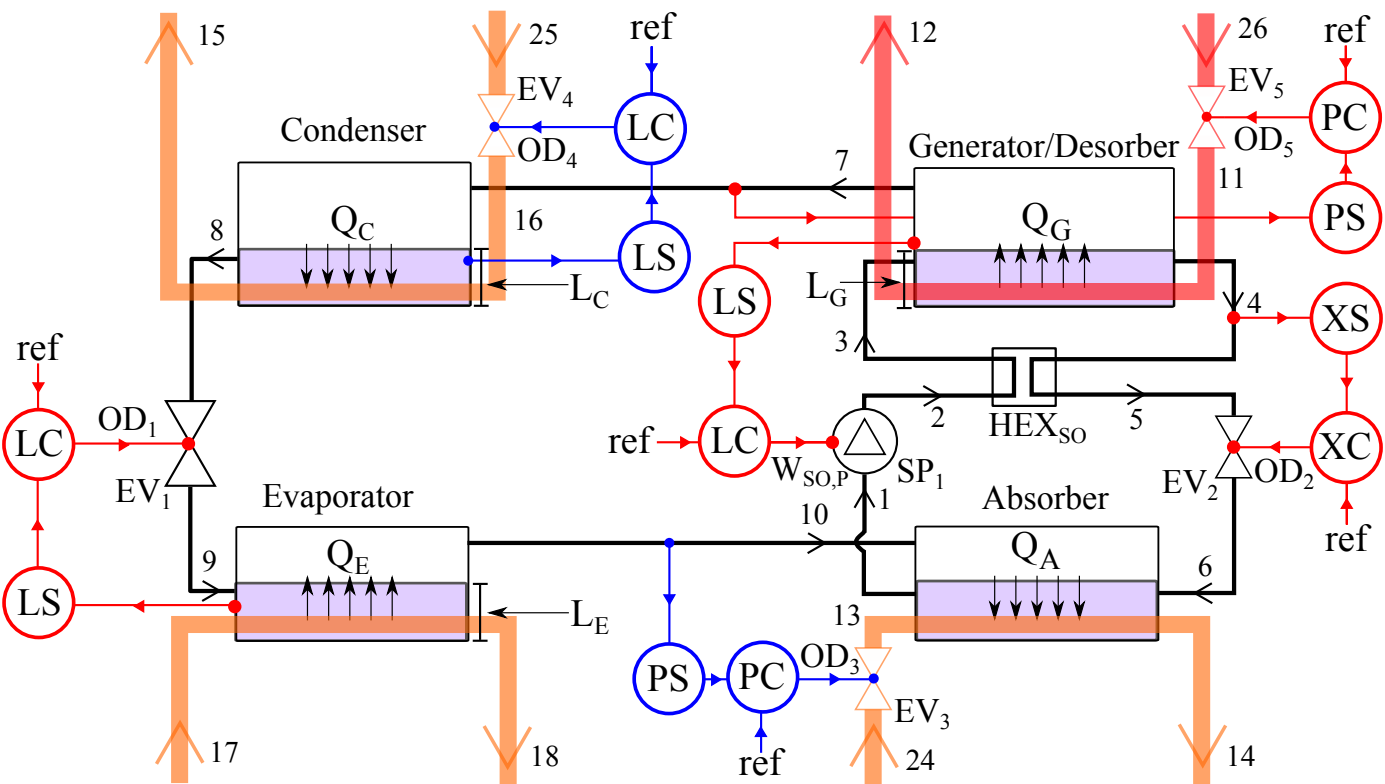 15
25
ref
12
26
ref
EV4
LC
EV5
PC
Condenser
OD4
Generator/Desorber
OD5
7
11
QC
16
QG
PS
8
LS
LC
LG
LS
4
XS
3
ref
OD1
2
HEXSO
5
LC
ref
LC
WSO,P
SP1
XC
EV1
EV2
OD2
Evaporator
1
Absorber
ref
10
9
QE
QA
6
LS
LE
13
PS
PC
OD3
EV3
17
18
ref
24
14